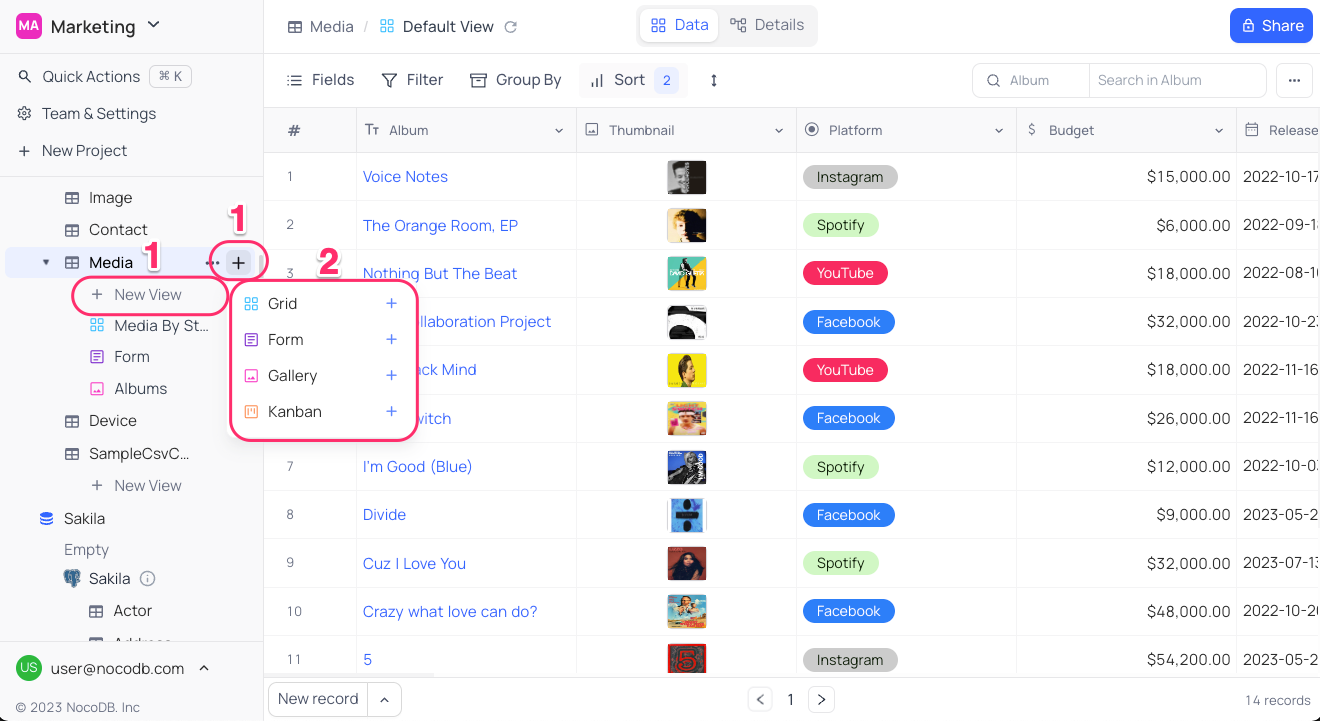 MA Marketing
Quick Actions ⌘ K
Team & Settings
New Project
Image
Contact
Media
New View
Media By St...
Form
Albums
Device
SampleCsvC...
New View
Sakila
Empty
Sakila
Actor
US user@nocodb.com
© 2023 NocoDB. Inc
1
1
2
Grid
Form
Gallery
Kanban
Media / Default View
Data Details
Share
Fields Filter Group By Sort 2
Album Search in Album
# Album Thumbnail Platform $ Budget Release
1 Voice Notes Instagram $15,000.00 2022-10-17
2 The Orange Room, EP Spotify $6,000.00 2022-09-1
3 Nothing But The Beat YouTube $18,000.00 2022-08-1
llaboration Project Facebook $32,000.00 2022-10-2
ck Mind YouTube $18,000.00 2022-11-16
itch Facebook $26,000.00 2022-11-16
7 I'm Good (Blue) Spotify $12,000.00 2022-10-0
8 Divide Facebook $9,000.00 2023-05-2
9 Cuz I Love You Spotify $32,000.00 2023-07-1
10 Crazy what love can do? Facebook $48,000.00 2022-10-2
11 5 Instagram $54,200.00 2023-05-2
New record
1
14 records